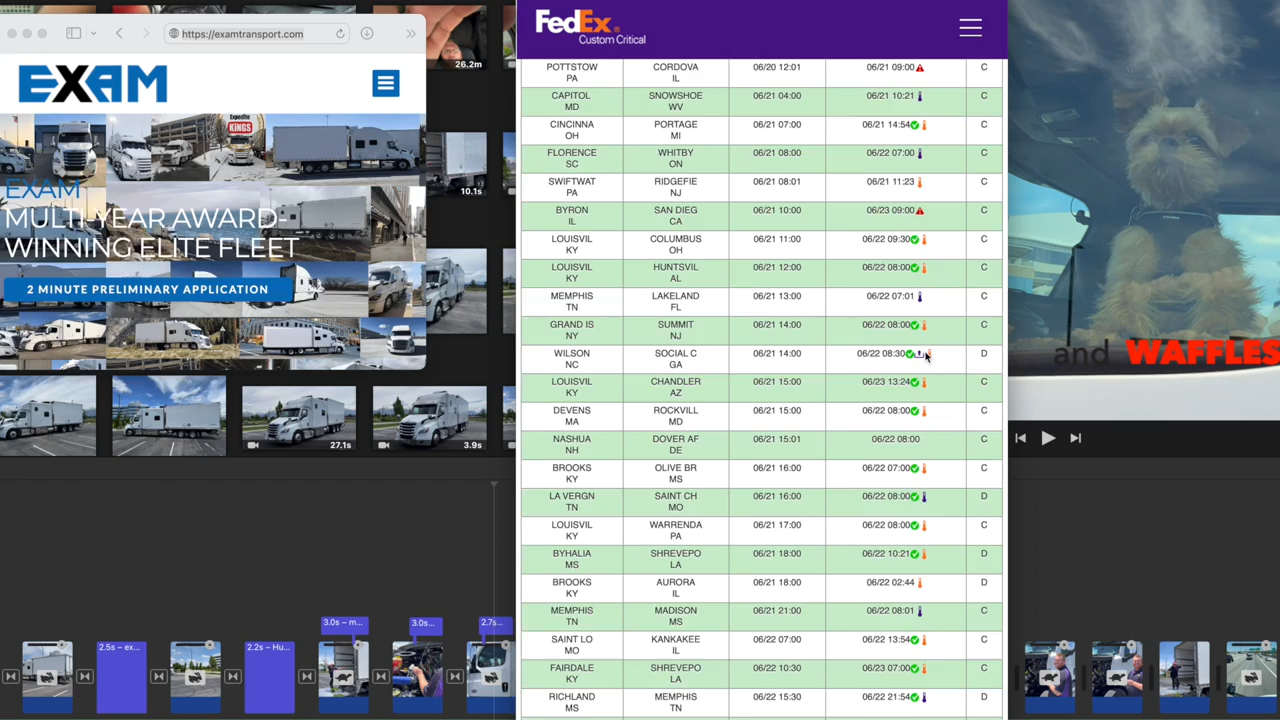 https://examtransport.com
EXAM
Expedite
KINGS
EXAM
MULTI-YEAR AWARD-
WINNING ELITE FLEET
2 MINUTE PRELIMINARY APPLICATION
26.2m
10.1s
27.1s
3.9s
FedEx®
Custom Critical
POTTSTOW CORDOVA 06/20 12:01 06/21 09:00 C
PA IL
CAPITOL SNOWSHOE 06/21 04:00 06/21 10:21 C
MD WV
CINCINNA PORTAGE 06/21 07:00 06/21 14:54 C
OH MI
FLORENCE WHITBY 06/21 08:00 06/22 07:00 C
SC ON
SWIFTWAT RIDGEFIE 06/21 08:01 06/21 11:23 C
PA NJ
BYRON SAN DIEG 06/21 10:00 06/23 09:00 C
IL CA
LOUISVIL COLUMBUS 06/21 11:00 06/22 09:30 C
KY OH
LOUISVIL HUNTSVIL 06/21 12:00 06/22 08:00 C
KY AL
MEMPHIS LAKELAND 06/21 13:00 06/22 07:01 C
TN FL
GRAND IS SUMMIT 06/21 14:00 06/22 08:00 C
NY NJ
WILSON SOCIAL C 06/21 14:00 06/22 08:30 D
NC GA
LOUISVIL CHANDLER 06/21 15:00 06/23 13:24 C
KY AZ
DEVENS ROCKVILL 06/21 15:00 06/22 08:00 C
MA MD
NASHUA DOVER AF 06/21 15:01 06/22 08:00 C
NH DE
BROOKS OLIVE BR 06/21 16:00 06/22 07:00 C
KY MS
LA VERGN SAINT CH 06/21 16:00 06/22 08:00 D
TN MO
LOUISVIL WARRENDA 06/21 17:00 06/22 08:00 C
KY PA
BYHALIA SHREVEPO 06/21 18:00 06/22 10:21 D
MS LA
BROOKS AURORA 06/21 18:00 06/22 02:44 D
KY IL
MEMPHIS MADISON 06/21 21:00 06/22 08:01 C
TN MS
SAINT LO KANKAKEE 06/22 07:00 06/22 13:54 C
MO IL
FAIRDALE SHREVEPO 06/22 10:30 06/23 07:00 C
KY LA
RICHLAND MEMPHIS 06/22 15:30 06/22 21:54 D
MS TN
and WAFFLES
3.0s – m...
3.0s...
2.7s...
2.5s – ex...
2.2s – Hu...